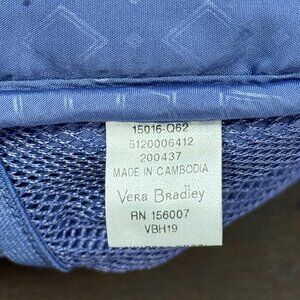 15016-Q62
5120006412
200437
MADE IN CAMBODIA
Vera Bradley
RN 156007
VBH19